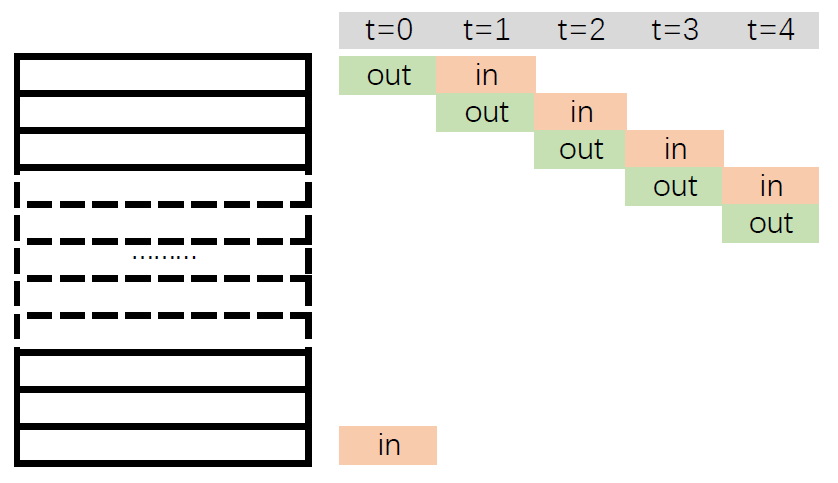 t=0 t=1 t=2 t=3 t=4
out in
out in
out in
out in
out
.........
in